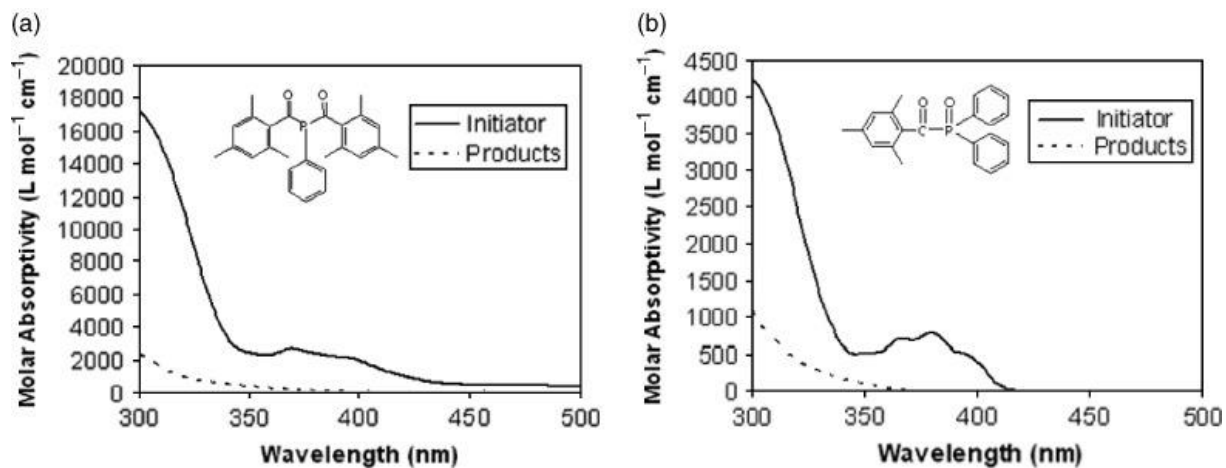 (a)
Molar Absorptivity (L mol⁻¹ cm⁻¹)
20000
18000
16000
14000
12000
10000
8000
6000
4000
2000
0
300
350
400
450
500
Wavelength (nm)
O
O
P
Initiator
Products
(b)
Molar Absorptivity (L mol⁻¹ cm⁻¹)
4500
4000
3500
3000
2500
2000
1500
1000
500
0
300
350
400
450
500
Wavelength (nm)
O
O
C
P
Initiator
Products